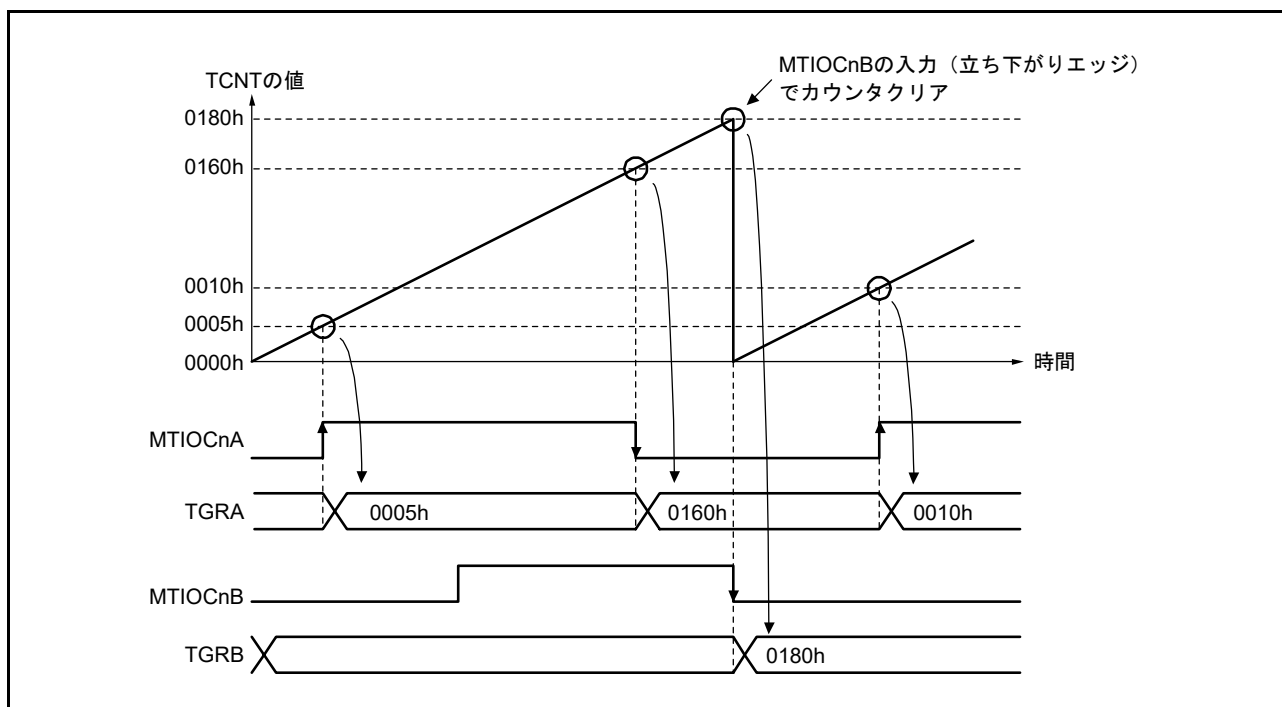 MTIOCnBの入力（立ち下がりエッジ）
でカウンタクリア
TCNTの値
0180h
0160h
0010h
0005h
0000h
時間
MTIOCnA
TGRA
0005h
0160h
0010h
MTIOCnB
TGRB
0180h